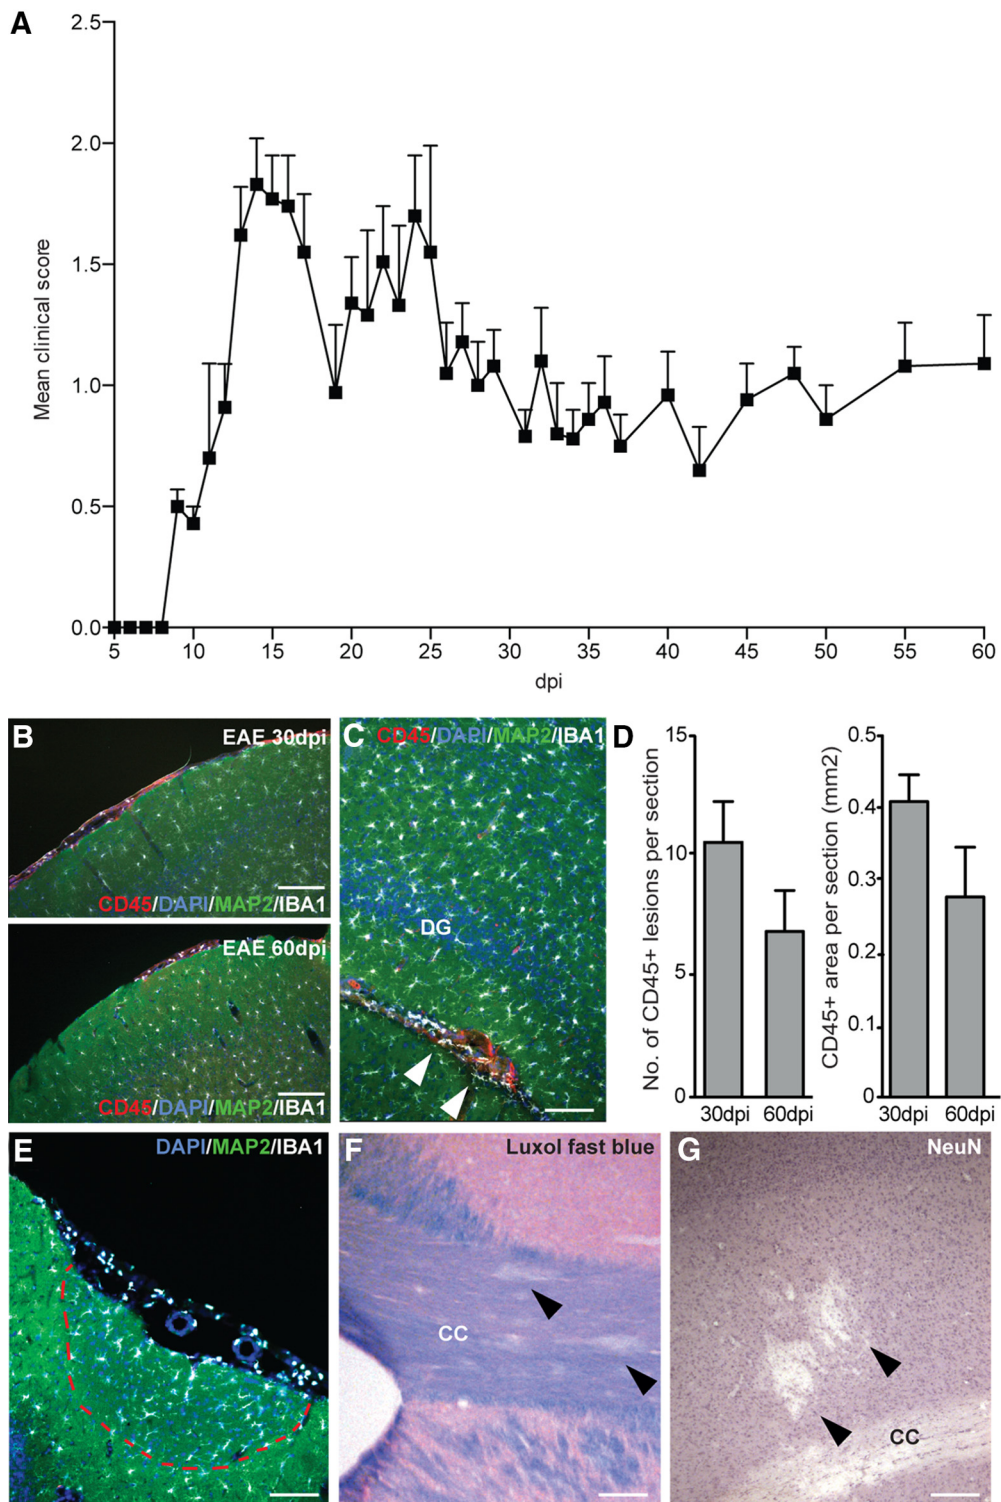 A
2.5
2.0
1.5
1.0
0.5
0.0
Mean clinical score
5 10 15 20 25 30 35 40 45 50 55 60
dpi
B
EAE 30dpi
CD45/DAPI/MAP2/IBA1
EAE 60dpi
CD45/DAPI/MAP2/IBA1
C
CD45/DAPI/MAP2/IBA1
DG
D
No. of CD45+ lesions per section
15
10
5
0
30dpi 60dpi
CD45+ area per section (mm2)
0.5
0.4
0.3
0.2
0.1
0
30dpi 60dpi
E
DAPI/MAP2/IBA1
F
Luxol fast blue
CC
G
NeuN
CC